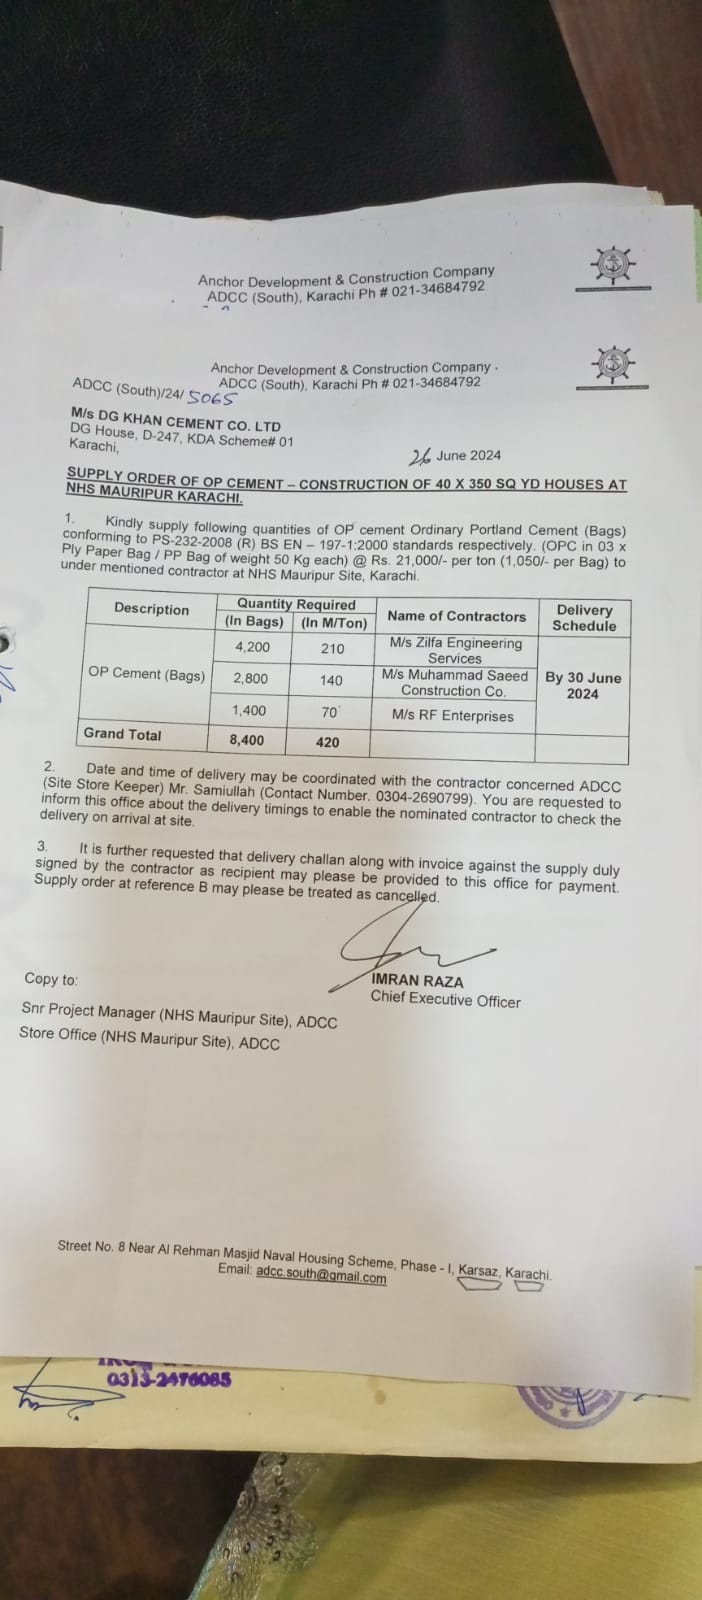 Anchor Development & Construction Company
ADCC (South), Karachi Ph # 021-34684792
Anchor Development & Construction Company
ADCC (South)/24/ 5065
ADCC (South), Karachi Ph # 021-34684792
M/s DG KHAN CEMENT CO. LTD
DG House, D-247, KDA Scheme# 01
Karachi,
26 June 2024
SUPPLY ORDER OF OP CEMENT – CONSTRUCTION OF 40 X 350 SQ YD HOUSES AT
NHS MAURIPUR KARACHI.
1. Kindly supply following quantities of OP cement Ordinary Portland Cement (Bags)
conforming to PS-232-2008 (R) BS EN – 197-1:2000 standards respectively. (OPC in 03 x
Ply Paper Bag / PP Bag of weight 50 Kg each) @ Rs. 21,000/- per ton (1,050/- per Bag) to
under mentioned contractor at NHS Mauripur Site, Karachi.
Description Quantity Required Name of Contractors Delivery Schedule
(In Bags) (In M/Ton)
OP Cement (Bags) 4,200 210 M/s Zilfa Engineering Services By 30 June 2024
2,800 140 M/s Muhammad Saeed Construction Co.
1,400 70 M/s RF Enterprises
Grand Total 8,400 420
2. Date and time of delivery may be coordinated with the contractor concerned ADCC
(Site Store Keeper) Mr. Samiullah (Contact Number. 0304-2690799). You are requested to
inform this office about the delivery timings to enable the nominated contractor to check the
delivery on arrival at site.
3. It is further requested that delivery challan along with invoice against the supply duly
signed by the contractor as recipient may please be provided to this office for payment.
Supply order at reference B may please be treated as cancelled.
IMRAN RAZA
Chief Executive Officer
Copy to:
Snr Project Manager (NHS Mauripur Site), ADCC
Store Office (NHS Mauripur Site), ADCC
Street No. 8 Near Al Rehman Masjid Naval Housing Scheme, Phase - I, Karsaz, Karachi.
Email: adcc.south@gmail.com
0313-2476085